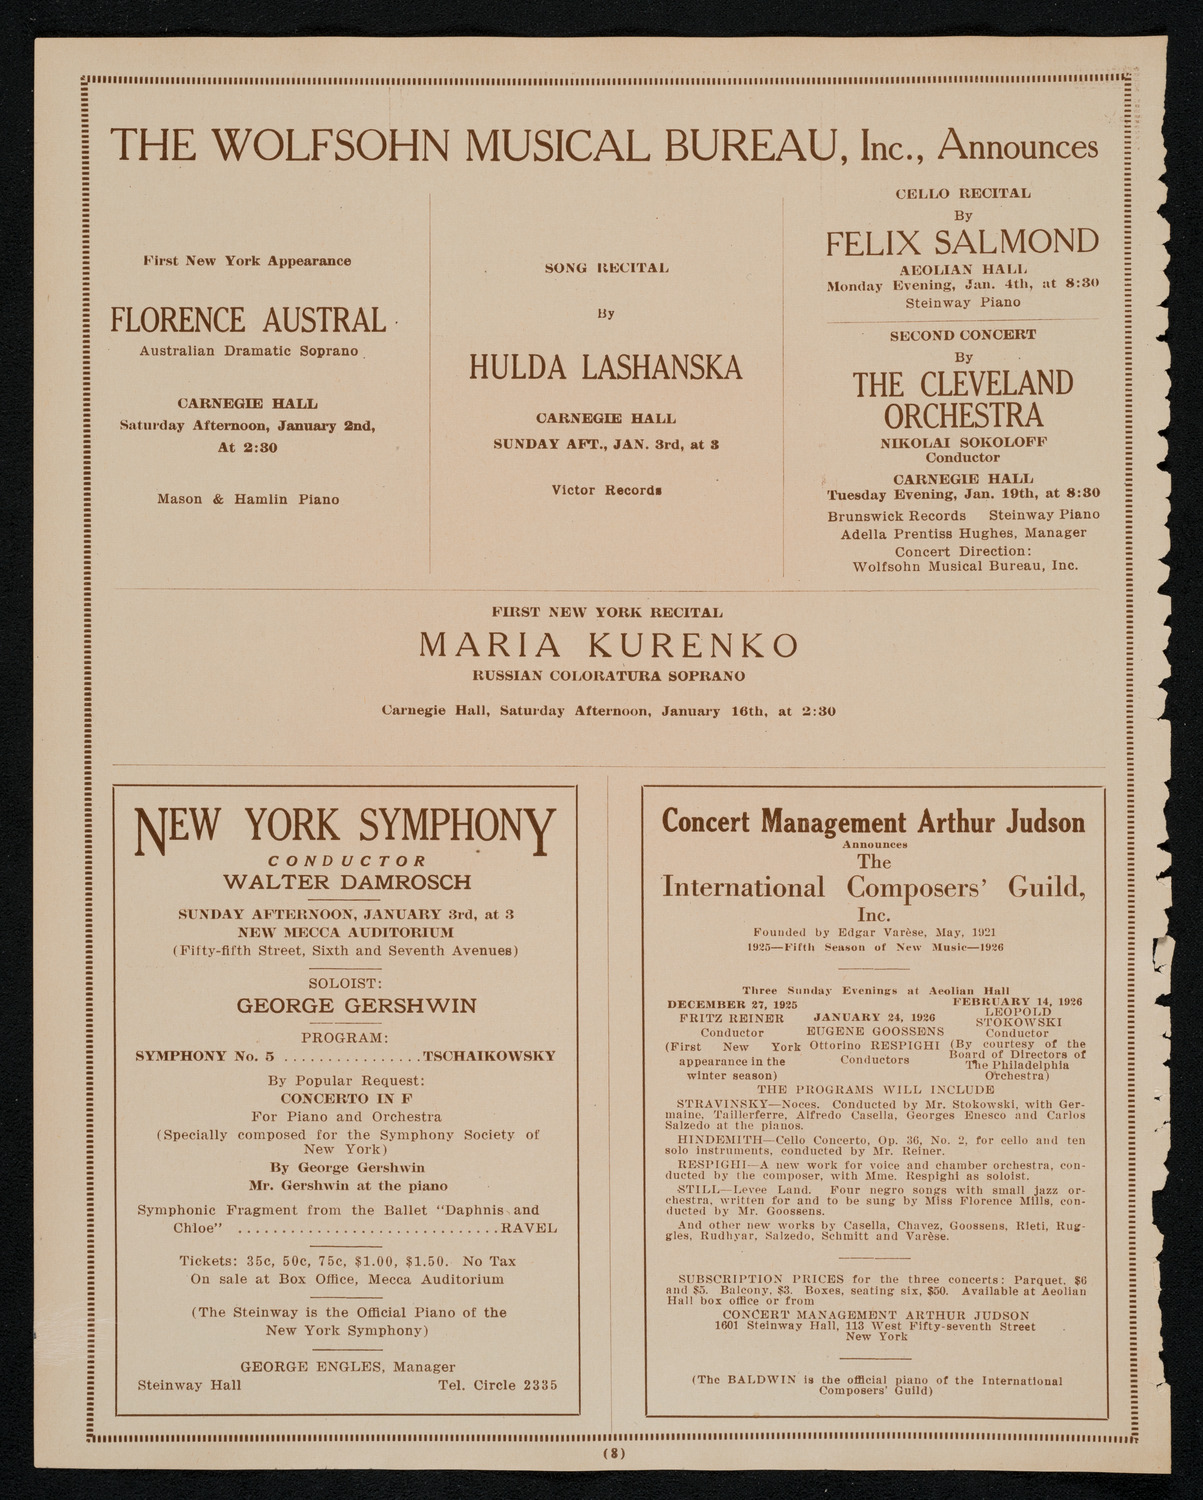 THE WOLFSOHN MUSICAL BUREAU, Inc., Announces
First New York Appearance
FLORENCE AUSTRAL
Australian Dramatic Soprano
CARNEGIE HALL
Saturday Afternoon, January 2nd,
At 2:30
Mason & Hamlin Piano
SONG RECITAL
By
HULDA LASHANSKA
CARNEGIE HALL
SUNDAY AFT., JAN. 3rd, at 3
Victor Records
CELLO RECITAL
By
FELIX SALMOND
AEOLIAN HALL
Monday Evening, Jan. 4th, at 8:30
Steinway Piano
SECOND CONCERT
By
THE CLEVELAND
ORCHESTRA
NIKOLAI SOKOLOFF
Conductor
CARNEGIE HALL
Tuesday Evening, Jan. 19th, at 8:30
Brunswick Records Steinway Piano
Adella Prentiss Hughes, Manager
Concert Direction:
Wolfsohn Musical Bureau, Inc.
FIRST NEW YORK RECITAL
MARIA KURENKO
RUSSIAN COLORATURA SOPRANO
Carnegie Hall, Saturday Afternoon, January 16th, at 2:30
NEW YORK SYMPHONY
CONDUCTOR
WALTER DAMROSCH
SUNDAY AFTERNOON, JANUARY 3rd, at 3
NEW MECCA AUDITORIUM
(Fifty-fifth Street, Sixth and Seventh Avenues)
SOLOIST:
GEORGE GERSHWIN
PROGRAM:
SYMPHONY No. 5 ................TSCHAIKOWSKY
By Popular Request:
CONCERTO IN F
For Piano and Orchestra
(Specially composed for the Symphony Society of
New York)
By George Gershwin
Mr. Gershwin at the piano
Symphonic Fragment from the Ballet "Daphnis and
Chloe" ..............................RAVEL
Tickets: 35c, 50c, 75c, $1.00, $1.50. No Tax
On sale at Box Office, Mecca Auditorium
(The Steinway is the Official Piano of the
New York Symphony)
GEORGE ENGLES, Manager
Steinway Hall Tel. Circle 2335
Concert Management Arthur Judson
Announces
The
International Composers' Guild,
Inc.
Founded by Edgar Varèse, May, 1921
1925—Fifth Season of New Music—1926
Three Sunday Evenings at Aeolian Hall
DECEMBER 27, 1925
FRITZ REINER
Conductor
(First New York
appearance in the
winter season)
JANUARY 24, 1926
EUGENE GOOSSENS
Ottorino RESPIGHI
Conductors
FEBRUARY 14, 1926
LEOPOLD
STOKOWSKI
Conductor
(By courtesy of the
Board of Directors of
The Philadelphia
Orchestra)
THE PROGRAMS WILL INCLUDE
STRAVINSKY—Noces. Conducted by Mr. Stokowski, with Ger-
maine, Taillerferre, Alfredo Casella, Georges Enesco and Carlos
Salzedo at the pianos.
HINDEMITH—Cello Concerto, Op. 36, No. 2, for cello and ten
solo instruments, conducted by Mr. Reiner.
RESPIGHI—A new work for voice and chamber orchestra, con-
ducted by the composer, with Mme. Respighi as soloist.
STILL—Levee Land. Four negro songs with small jazz or-
chestra, written for and to be sung by Miss Florence Mills, con-
ducted by Mr. Goossens.
And other new works by Casella, Chavez, Goossens, Rieti, Rug-
gles, Rudhyar, Salzedo, Schmitt and Varèse.
SUBSCRIPTION PRICES for the three concerts: Parquet, $6
and $5. Balcony, $3. Boxes, seating six, $50. Available at Aeolian
Hall box office or from
CONCERT MANAGEMENT ARTHUR JUDSON
1601 Steinway Hall, 113 West Fifty-seventh Street
New York
(The BALDWIN is the official piano of the International
Composers' Guild)
(8)